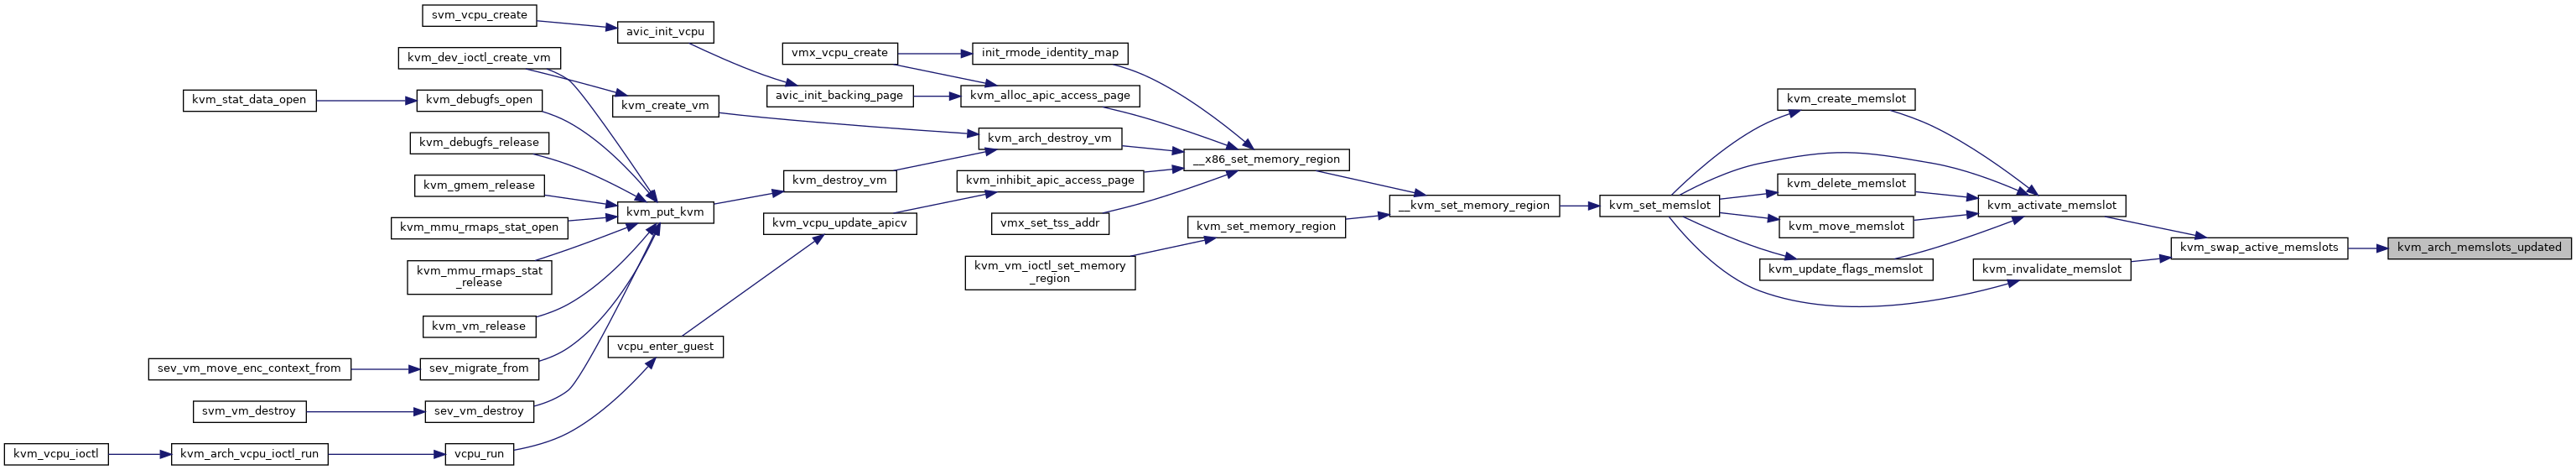 svm_vcpu_create
avic_init_vcpu
kvm_dev_ioctl_create_vm
vmx_vcpu_create
init_rmode_identity_map
kvm_stat_data_open
kvm_debugfs_open
kvm_create_vm
avic_init_backing_page
kvm_alloc_apic_access_page
kvm_create_memslot
kvm_debugfs_release
kvm_arch_destroy_vm
__x86_set_memory_region
kvm_gmem_release
kvm_destroy_vm
kvm_inhibit_apic_access_page
kvm_delete_memslot
kvm_mmu_rmaps_stat_open
kvm_put_kvm
kvm_vcpu_update_apicv
vmx_set_tss_addr
kvm_set_memory_region
__kvm_set_memory_region
kvm_set_memslot
kvm_move_memslot
kvm_activate_memslot
kvm_swap_active_memslots
kvm_arch_memslots_updated
kvm_mmu_rmaps_stat
_release
kvm_vm_ioctl_set_memory
_region
kvm_update_flags_memslot
kvm_invalidate_memslot
kvm_vm_release
vcpu_enter_guest
sev_vm_move_enc_context_from
sev_migrate_from
svm_vm_destroy
sev_vm_destroy
kvm_vcpu_ioctl
kvm_arch_vcpu_ioctl_run
vcpu_run